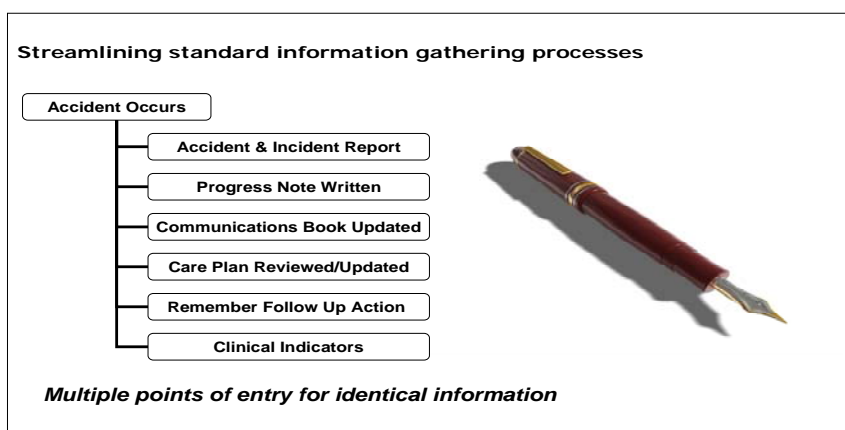 Streamlining standard information gathering processes
Accident Occurs
Accident & Incident Report
Progress Note Written
Communications Book Updated
Care Plan Reviewed/Updated
Remember Follow Up Action
Clinical Indicators
Multiple points of entry for identical information